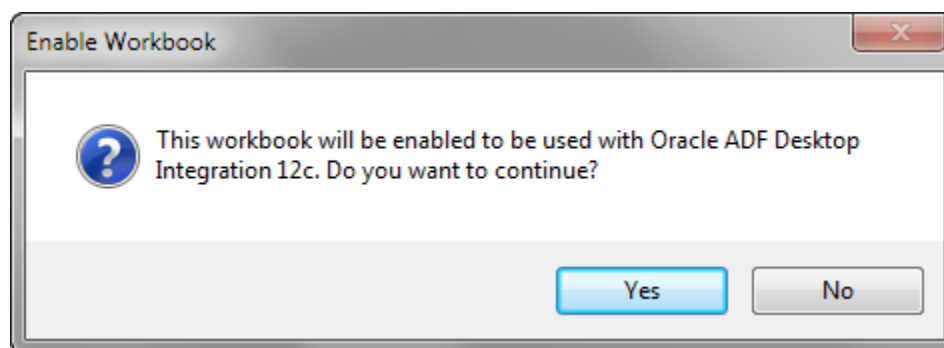 Enable Workbook
This workbook will be enabled to be used with Oracle ADF Desktop
Integration 12c. Do you want to continue?
Yes
No